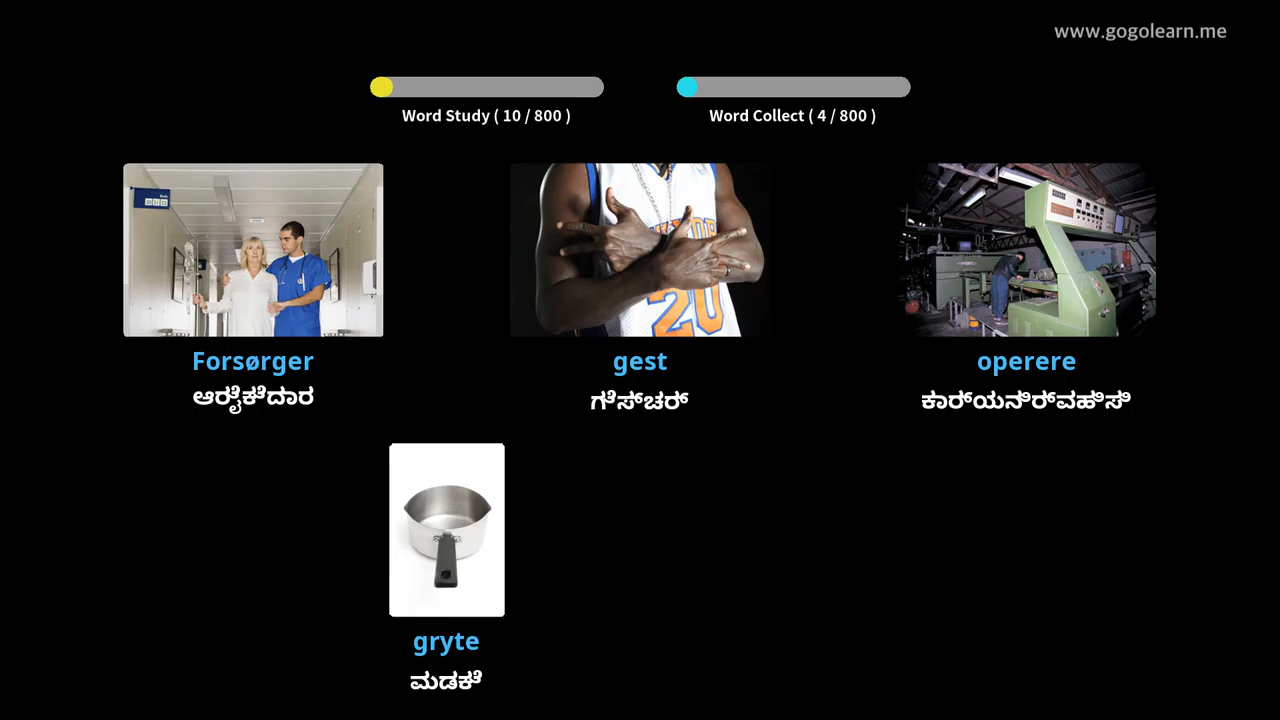 www.gogolearn.me
Word Study ( 10 / 800 )
Word Collect ( 4 / 800 )
Forsørger
ಆರೈಕೆದಾರ
gest
ಗೆಸ್ಚರ್
operere
ಕಾರ್ಯನಿರ್ವಹಿಸಿ
20
gryte
ಮಡಕೆ